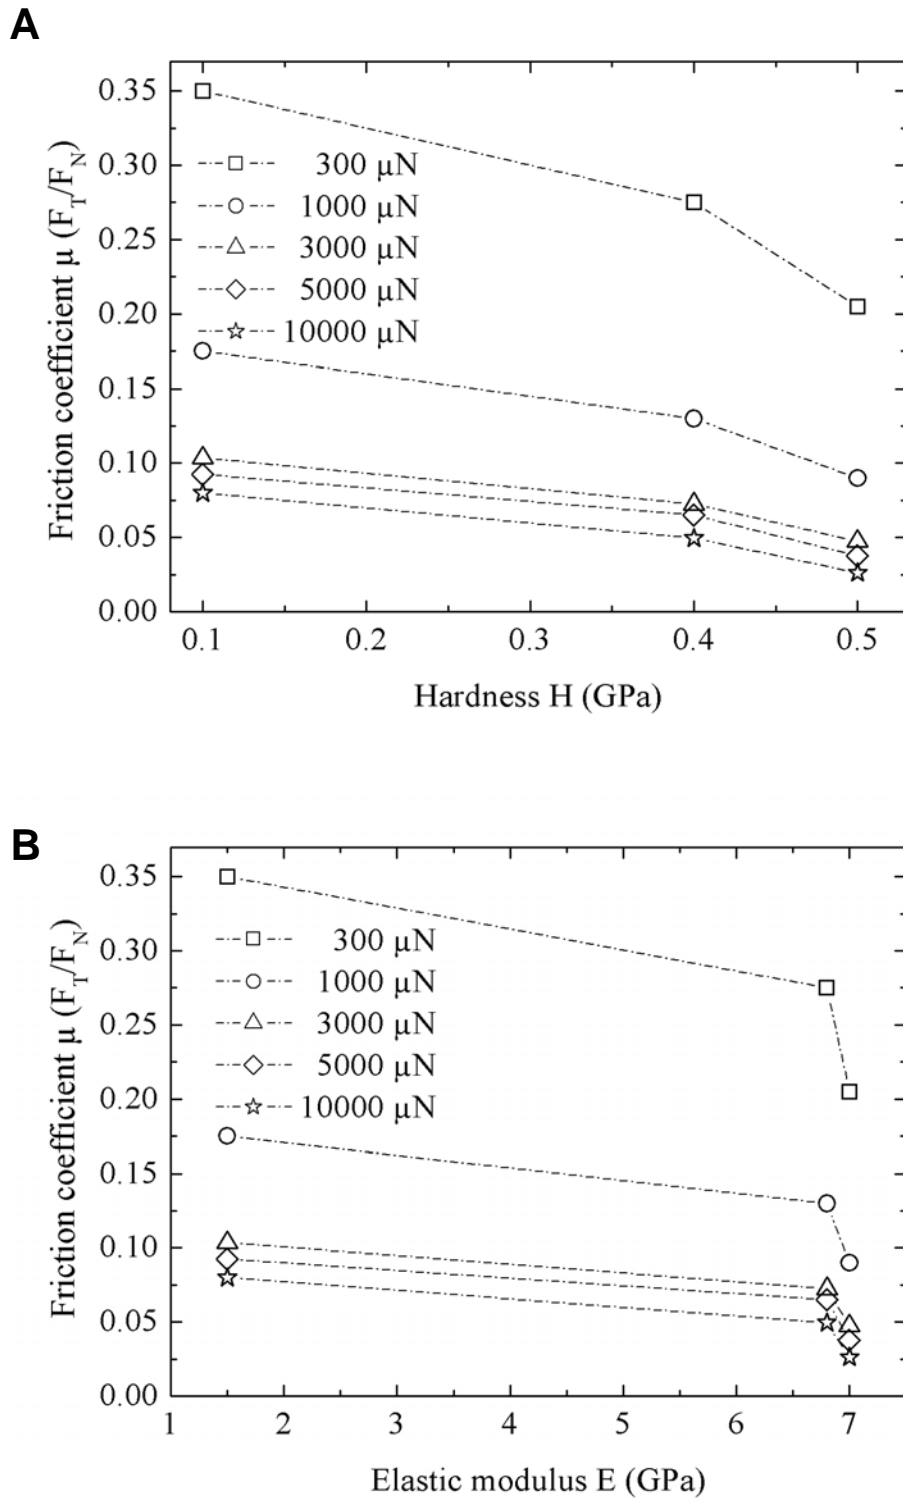 A
Friction coefficient μ (F_T/F_N)
0.35
0.30
0.25
0.20
0.15
0.10
0.05
0.00
300 μN
1000 μN
3000 μN
5000 μN
10000 μN
0.1 0.2 0.3 0.4 0.5
Hardness H (GPa)
B
Friction coefficient μ (F_T/F_N)
0.35
0.30
0.25
0.20
0.15
0.10
0.05
0.00
300 μN
1000 μN
3000 μN
5000 μN
10000 μN
1 2 3 4 5 6 7
Elastic modulus E (GPa)